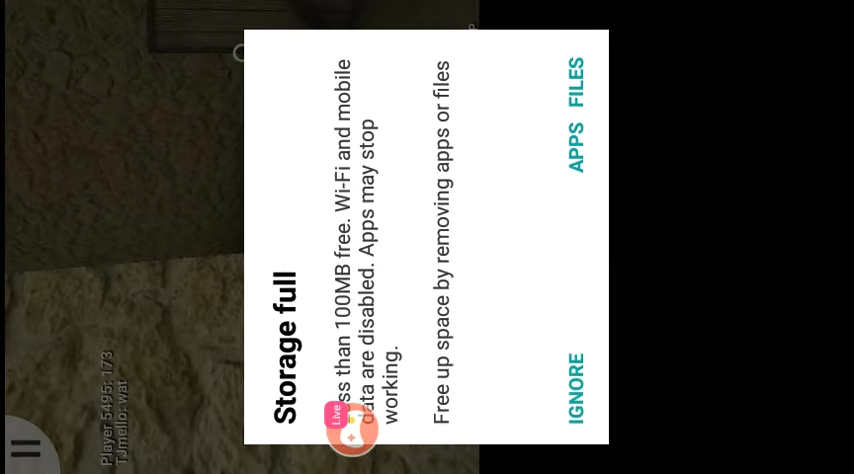 Player 5495: 173
TJmello: wat
Storage full
ss than 100MB free. Wi-Fi and mobile
data are disabled. Apps may stop
working.
Free up space by removing apps or files
IGNORE
APPS
FILES
Live